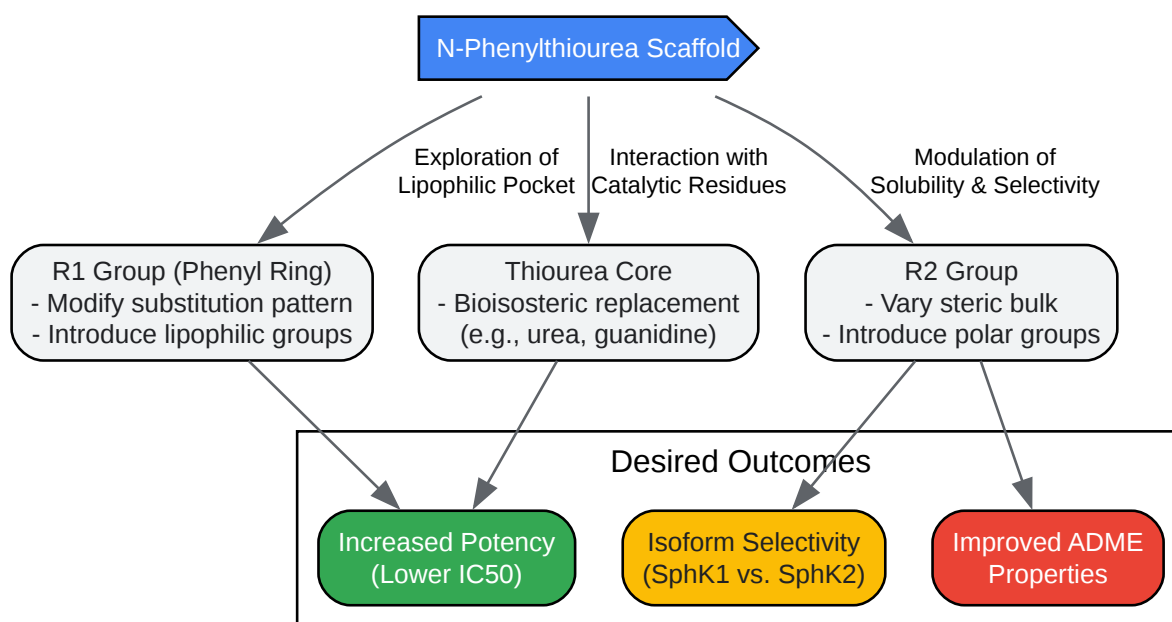 N-Phenylthiourea Scaffold
Exploration of
Lipophilic Pocket
Interaction with
Catalytic Residues
Modulation of
Solubility & Selectivity
R1 Group (Phenyl Ring)
- Modify substitution pattern
- Introduce lipophilic groups
Thiourea Core
- Bioisosteric replacement
(e.g., urea, guanidine)
R2 Group
- Vary steric bulk
- Introduce polar groups
Desired Outcomes
Increased Potency
(Lower IC50)
Isoform Selectivity
(SphK1 vs. SphK2)
Improved ADME
Properties